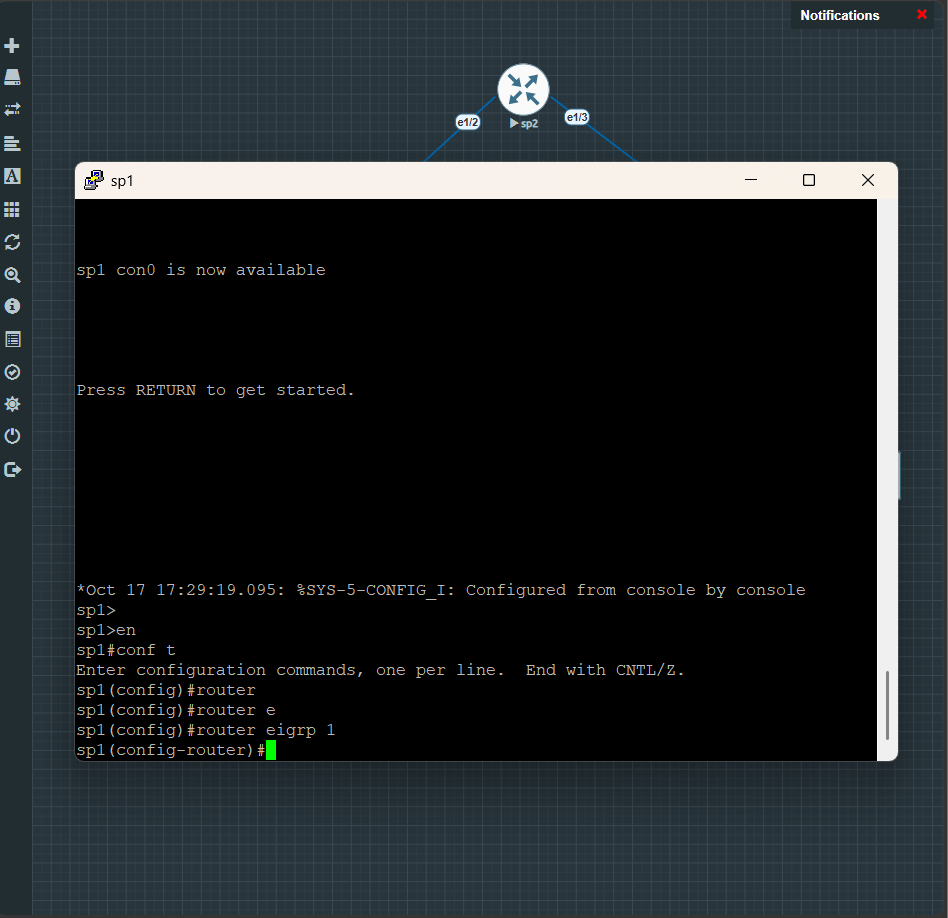 Notifications
e1/2
e1/3
sp2
sp1
sp1 con0 is now available
Press RETURN to get started.
*Oct 17 17:29:19.095: %SYS-5-CONFIG_I: Configured from console by console
sp1>
sp1>en
sp1#conf t
Enter configuration commands, one per line.  End with CNTL/Z.
sp1(config)#router
sp1(config)#router e
sp1(config)#router eigrp 1
sp1(config-router)#